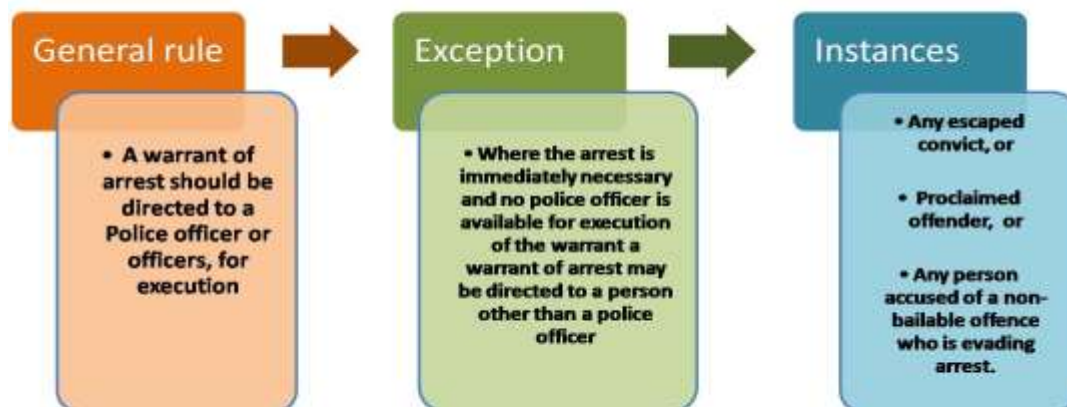 General rule
• A warrant of
arrest should be
directed to a
Police officer or
officers, for
execution
Exception
• Where the arrest is
immediately necessary
and no police officer is
available for execution
of the warrant a
warrant of arrest may
be directed to a person
other than a police
officer
Instances
• Any escaped
convict, or
• Proclaimed
offender, or
• Any person
accused of a non-
bailable offence
who is evading
arrest.